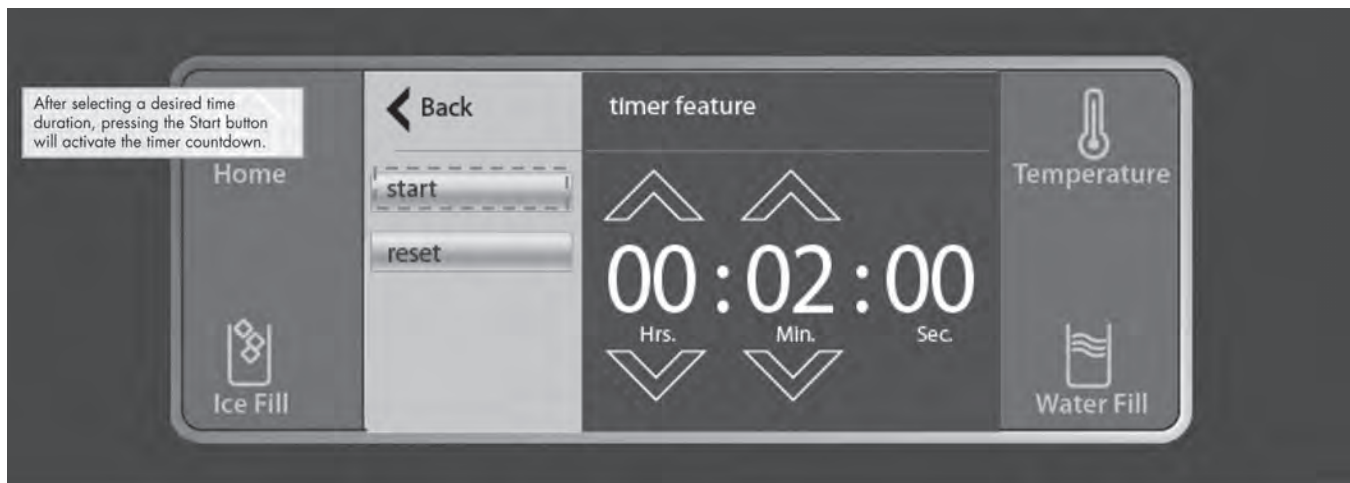 After selecting a desired time
duration, pressing the Start button
will activate the timer countdown.
Home
Ice Fill
Back
start
reset
timer feature
00 : 02 : 00
Hrs. Min. Sec.
Temperature
Water Fill